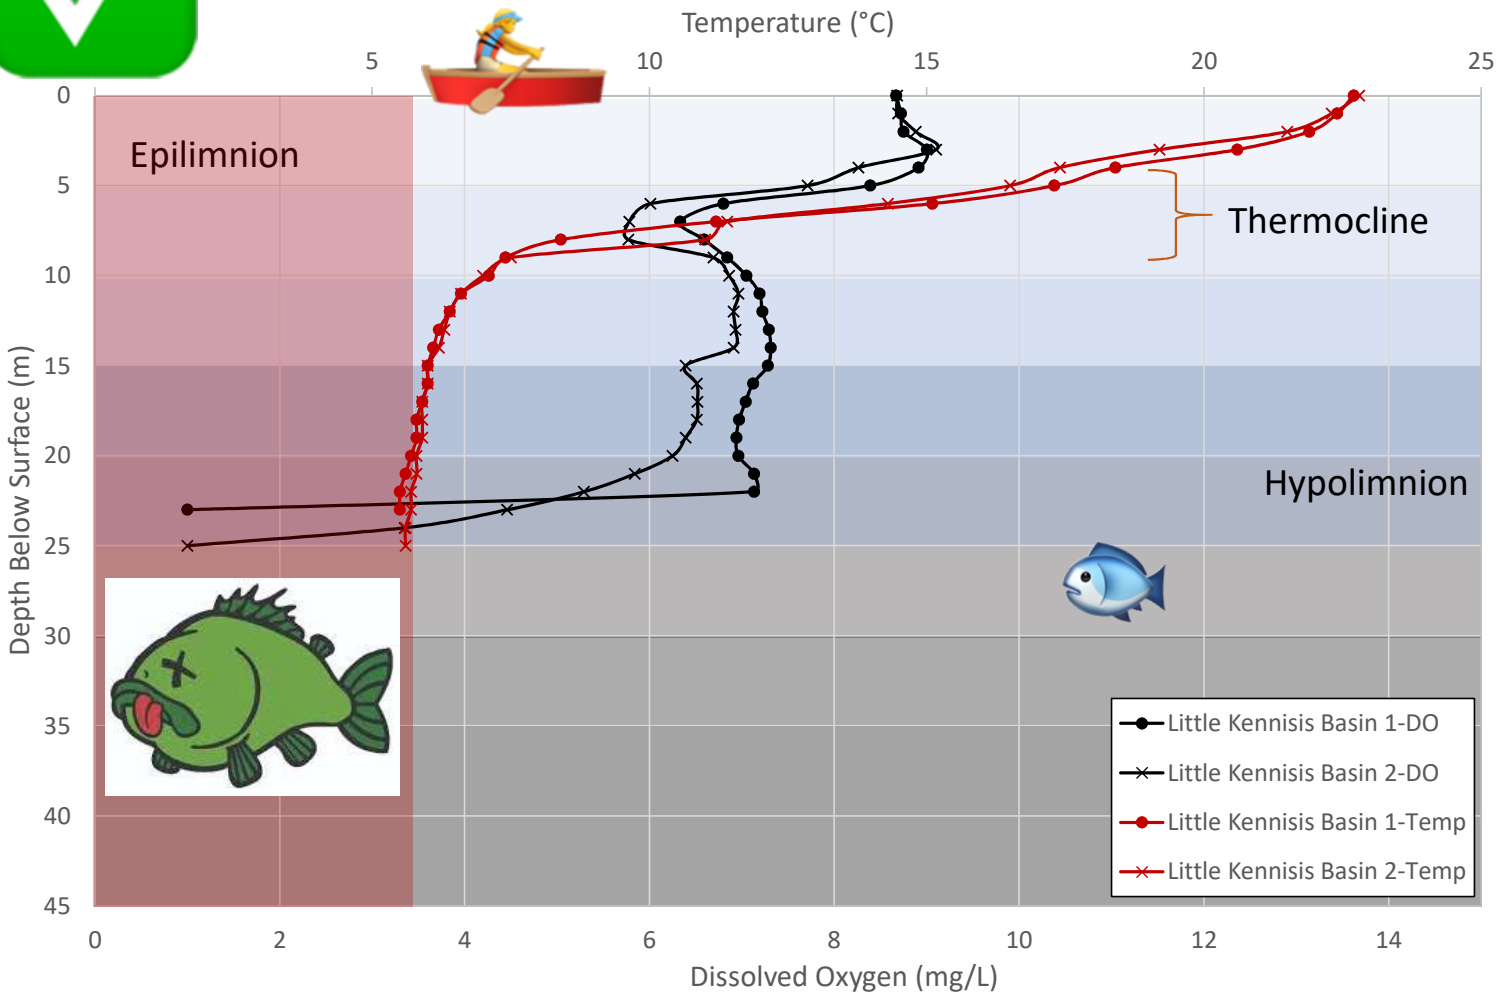 Temperature (°C)
5 10 15 20 25
0
5
10
15
20
25
30
35
40
45
Depth Below Surface (m)
Epilimnion
Thermocline
Hypolimnion
Little Kennisis Basin 1-DO
Little Kennisis Basin 2-DO
Little Kennisis Basin 1-Temp
Little Kennisis Basin 2-Temp
0 2 4 6 8 10 12 14
Dissolved Oxygen (mg/L)